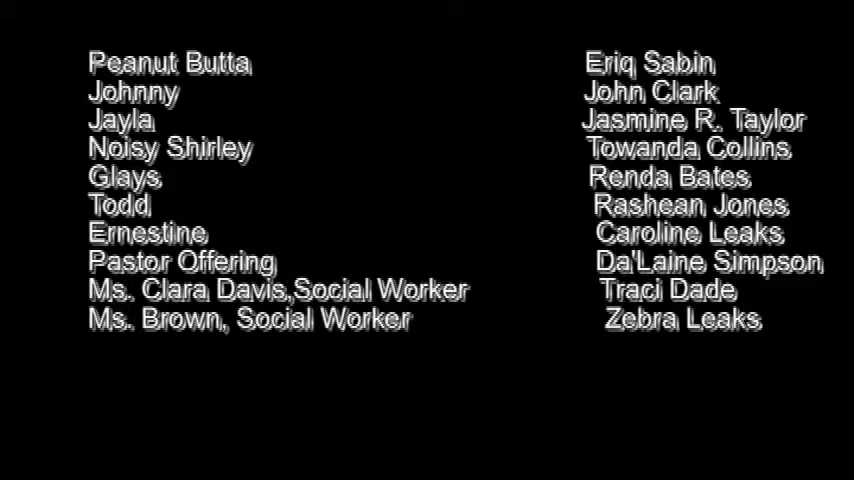 Peanut Butta Eriq Sabin
Johnny John Clark
Jayla Jasmine R. Taylor
Noisy Shirley Towanda Collins
Glays Renda Bates
Todd Rashean Jones
Ernestine Caroline Leaks
Pastor Offering Da'Laine Simpson
Ms. Clara Davis,Social Worker Traci Dade
Ms. Brown, Social Worker Zebra Leaks